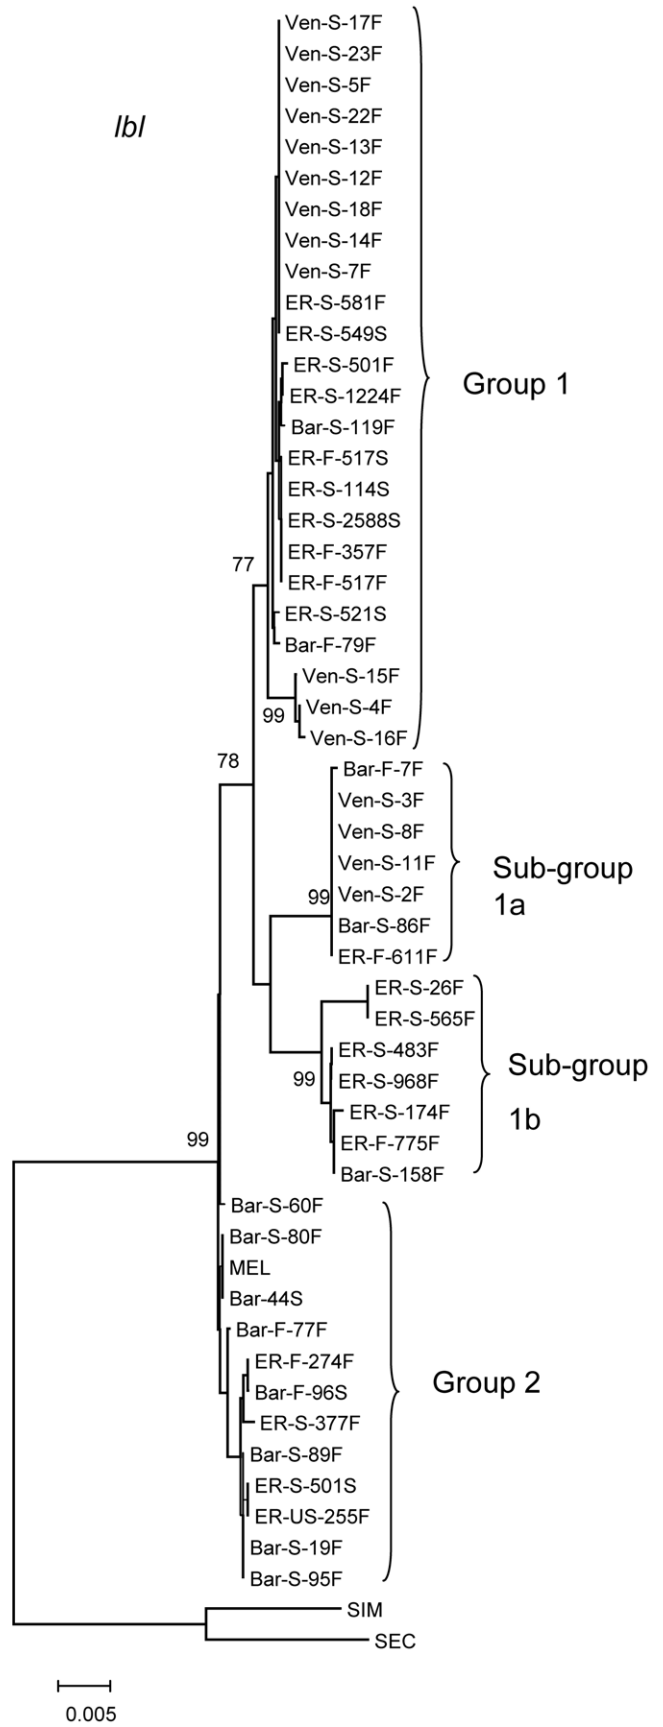 lbl
Ven-S-17F
Ven-S-23F
Ven-S-5F
Ven-S-22F
Ven-S-13F
Ven-S-12F
Ven-S-18F
Ven-S-14F
Ven-S-7F
ER-S-581F
ER-S-549S
ER-S-501F
ER-S-1224F
Bar-S-119F
ER-F-517S
ER-S-114S
ER-S-2588S
ER-F-357F
ER-F-517F
ER-S-521S
Bar-F-79F
Ven-S-15F
Ven-S-4F
Ven-S-16F
Group 1
77
99
78
Bar-F-7F
Ven-S-3F
Ven-S-8F
Ven-S-11F
Ven-S-2F
Bar-S-86F
ER-F-611F
99
Sub-group
1a
ER-S-26F
ER-S-565F
ER-S-483F
ER-S-968F
ER-S-174F
ER-F-775F
Bar-S-158F
99
Sub-group
1b
99
Bar-S-60F
Bar-S-80F
MEL
Bar-44S
Bar-F-77F
ER-F-274F
Bar-F-96S
ER-S-377F
Bar-S-89F
ER-S-501S
ER-US-255F
Bar-S-19F
Bar-S-95F
Group 2
SIM
SEC
0.005